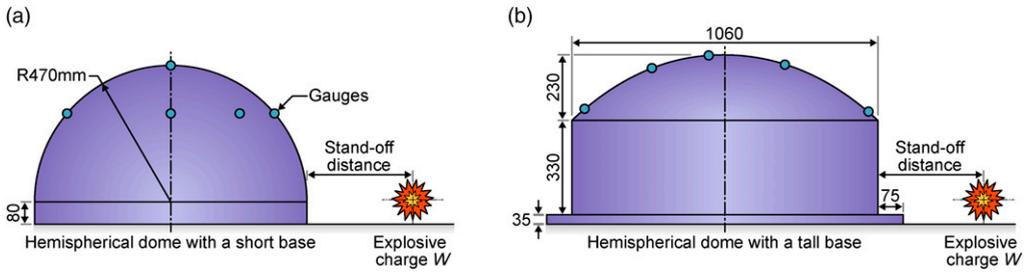 (a)
R470mm
Gauges
Stand-off
distance
80
Hemispherical dome with a short base
Explosive
charge W
(b)
1060
230
330
Stand-off
distance
75
35
Hemispherical dome with a tall base
Explosive
charge W